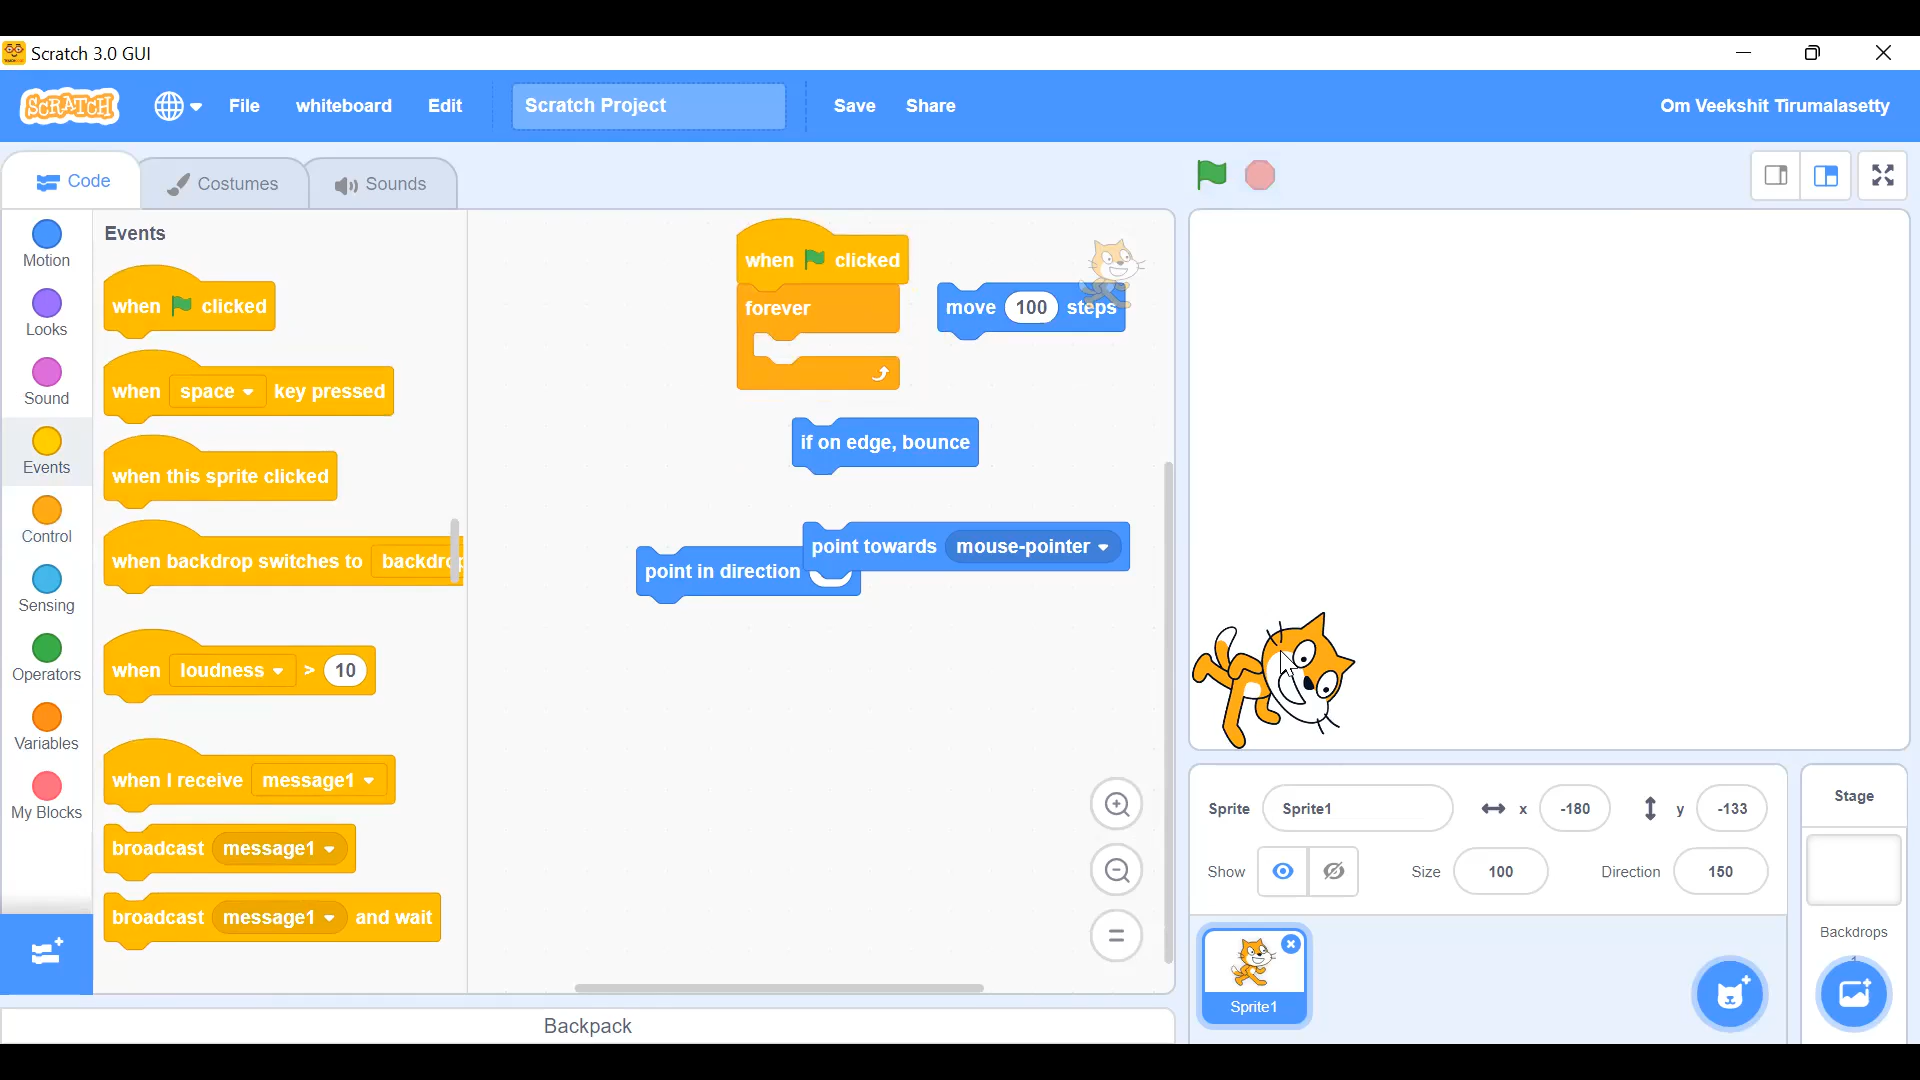 Scratch 3.0 GUI
SCRATCH File whiteboard Edit Scratch Project Save Share Om Veekshit Tirumalasetty
Code Costumes Sounds
Motion
Looks
Sound
Events
Control
Sensing
Operators
Variables
My Blocks
Events
when clicked
when space key pressed
when this sprite clicked
when backdrop switches to
when loudness > 10
when I receive message1
broadcast message1
broadcast message1 and wait
when clicked
forever
move 100 steps
if on edge, bounce
point towards mouse-pointer
point in direction
Sprite Sprite1 x -180 y -133
Show Size 100 Direction 150
Sprite1
Stage
Backdrops
Backpack